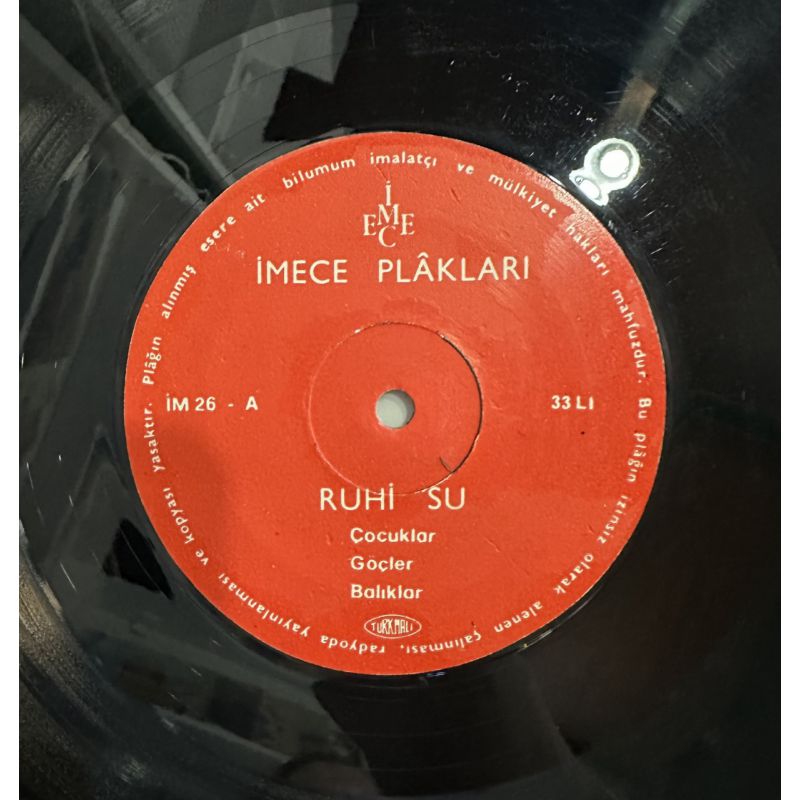 Plâğın alınmış esere ait bilumum imalatçı ve mülkiyet hakları mahfuzdur. Bu plâğın izinsiz olarak alenen çalınması, radyoda yayınlanması ve kopyası yasaktır.
İMECE
İMECE PLÂKLARI
İM 26 - A
33 LI
RUHİ SU
Çocuklar
Göçler
Balıklar
TÜRK MALI